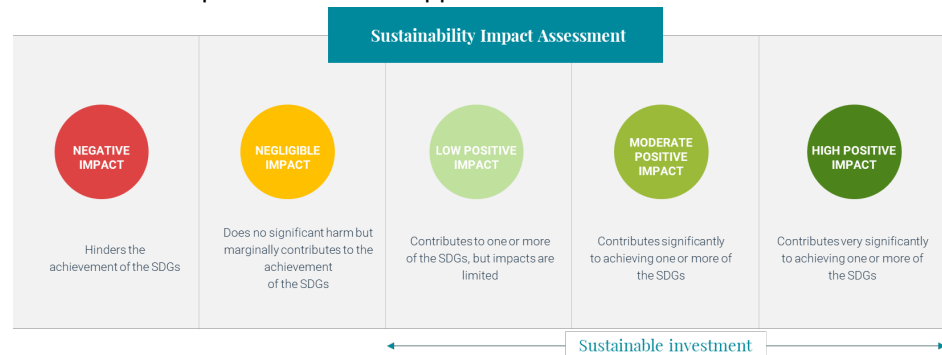 Sustainability Impact Assessment
NEGATIVE
IMPACT
Hinders the
achievement of the SDGs
NEGLIGIBLE
IMPACT
Does no significant harm but
marginally contributes to the
achievement
of the SDGs
LOW POSITIVE
IMPACT
Contributes to one or more
of the SDGs, but impacts are
limited
MODERATE
POSITIVE
IMPACT
Contributes significantly
to achieving one or more of
the SDGs
HIGH POSITIVE
IMPACT
Contributes very significantly
to achieving one or more of
the SDGs
Sustainable investment